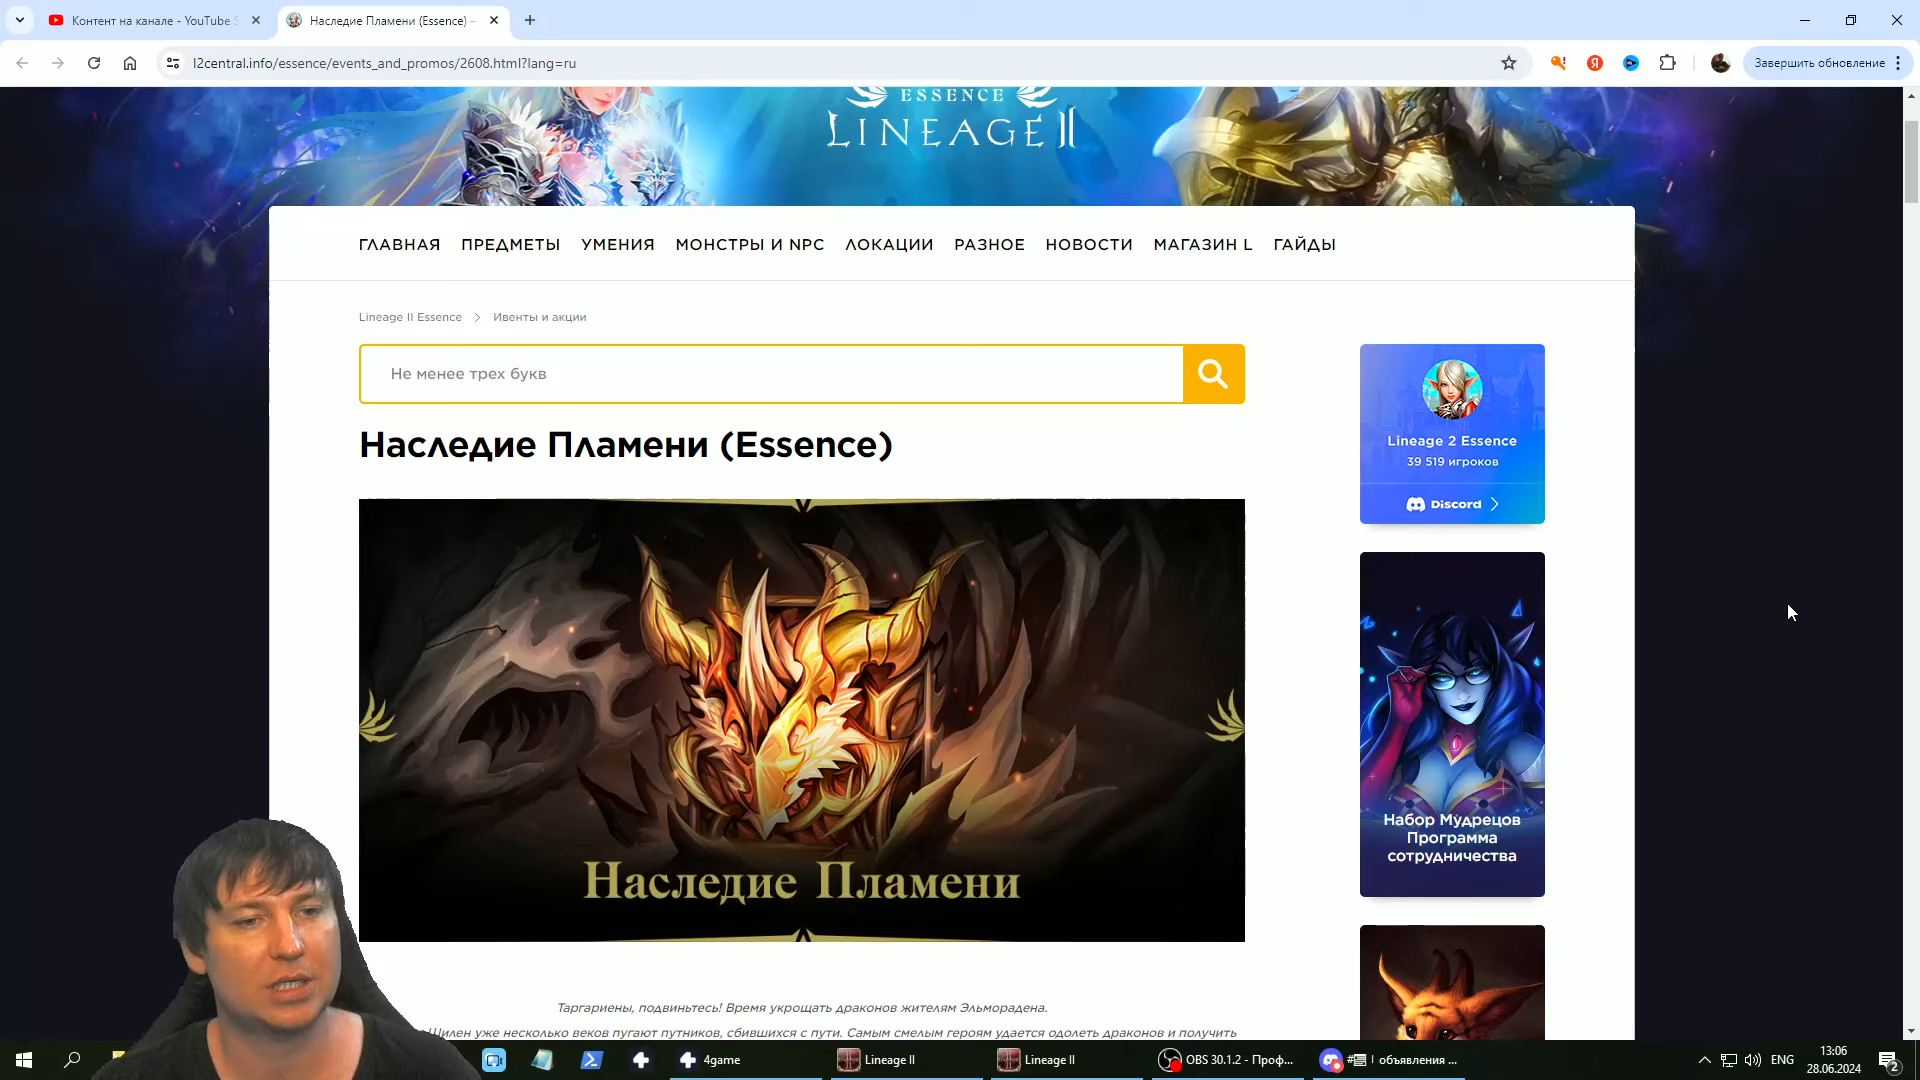 Контент на канале - YouTube S
Наследие Пламени (Essence) –
l2central.info/essence/events_and_promos/2608.html?lang=ru
Завершить обновление
ESSENCE
LINEAGE II
ГЛАВНАЯ
ПРЕДМЕТЫ
УМЕНИЯ
МОНСТРЫ И NPC
ЛОКАЦИИ
РАЗНОЕ
НОВОСТИ
МАГАЗИН L
ГАЙДЫ
Lineage II Essence
Ивенты и акции
Не менее трех букв
Наследие Пламени (Essence)
Lineage 2 Essence
39 519 игроков
Discord
Набор Мудрецов
Программа
сотрудничества
Наследие Пламени
Таргариены, подвиньтесь! Время укрощать драконов жителям Эльморадена.
Шилен уже несколько веков пугают путников, сбившихся с пути. Самым смелым героям удается одолеть драконов и получить
4game
Lineage II
Lineage II
OBS 30.1.2 - Проф...
объявления ...
ENG
13:06
28.06.2024
2